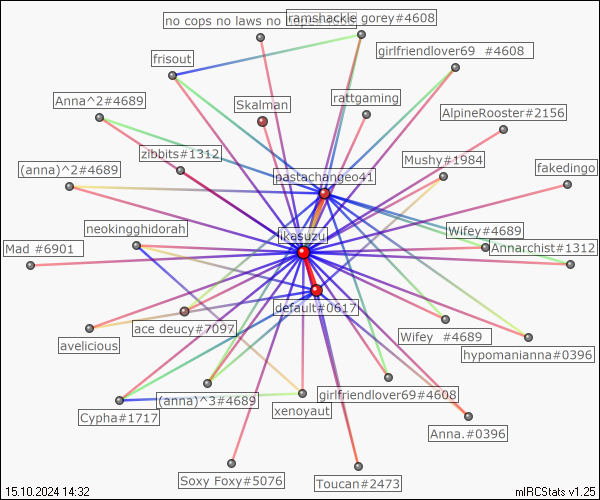 no cops no laws no
ramshackle gorey#4608
girlfriendlover69 #4608
frisout
Anna^2#4689
Skalman
rattgaming
AlpineRooster#2156
zibbits#1312
Mushy#1984
(anna)^2#4689
pastachangeo41
fakedingo
neokingghidorah
ikasuzu
Wifey#4689
Mad #6901
Annarchist#1312
default#0617
ace deucy#7097
Wifey #4689
avelicious
hypomanianna#0396
(anna)^3#4689
girlfriendlover69#4608
xenoyaut
Cypha#1717
Anna.#0396
Soxy Foxy#5076
Toucan#2473
15.10.2024 14:32
mIRCStats v1.25